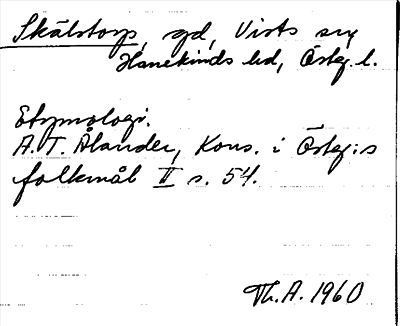 Skälstorp, gd, Vists sn
Hanekinds hd, Östg. l.
Etymologi.
A. T. Ålander, Kons. i Östg:s
folkmål II s. 54.
Th. A. 1960